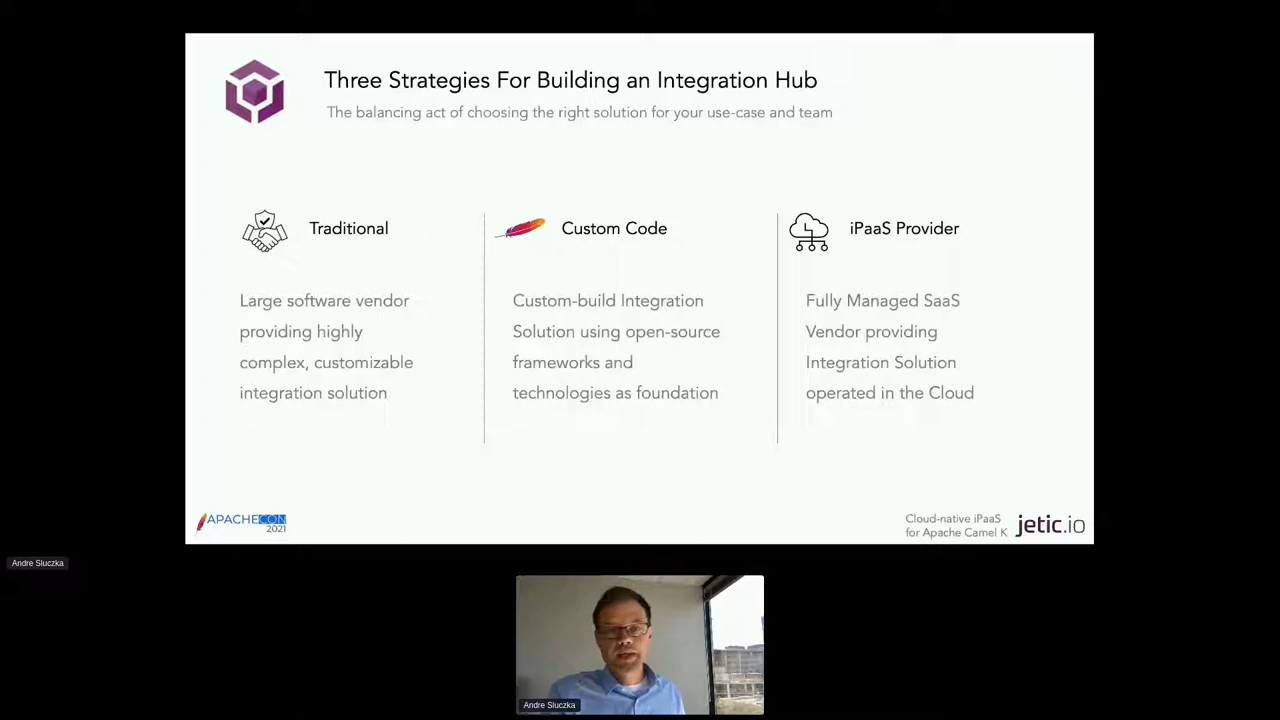 Three Strategies For Building an Integration Hub
The balancing act of choosing the right solution for your use-case and team
Traditional
Large software vendor
providing highly
complex, customizable
integration solution
Custom Code
Custom-build Integration
Solution using open-source
frameworks and
technologies as foundation
iPaaS Provider
Fully Managed SaaS
Vendor providing
Integration Solution
operated in the Cloud
APACHECON
2021
Cloud-native iPaaS
for Apache Camel K
jetic.io
Andre Sluczka
Andre Sluczka